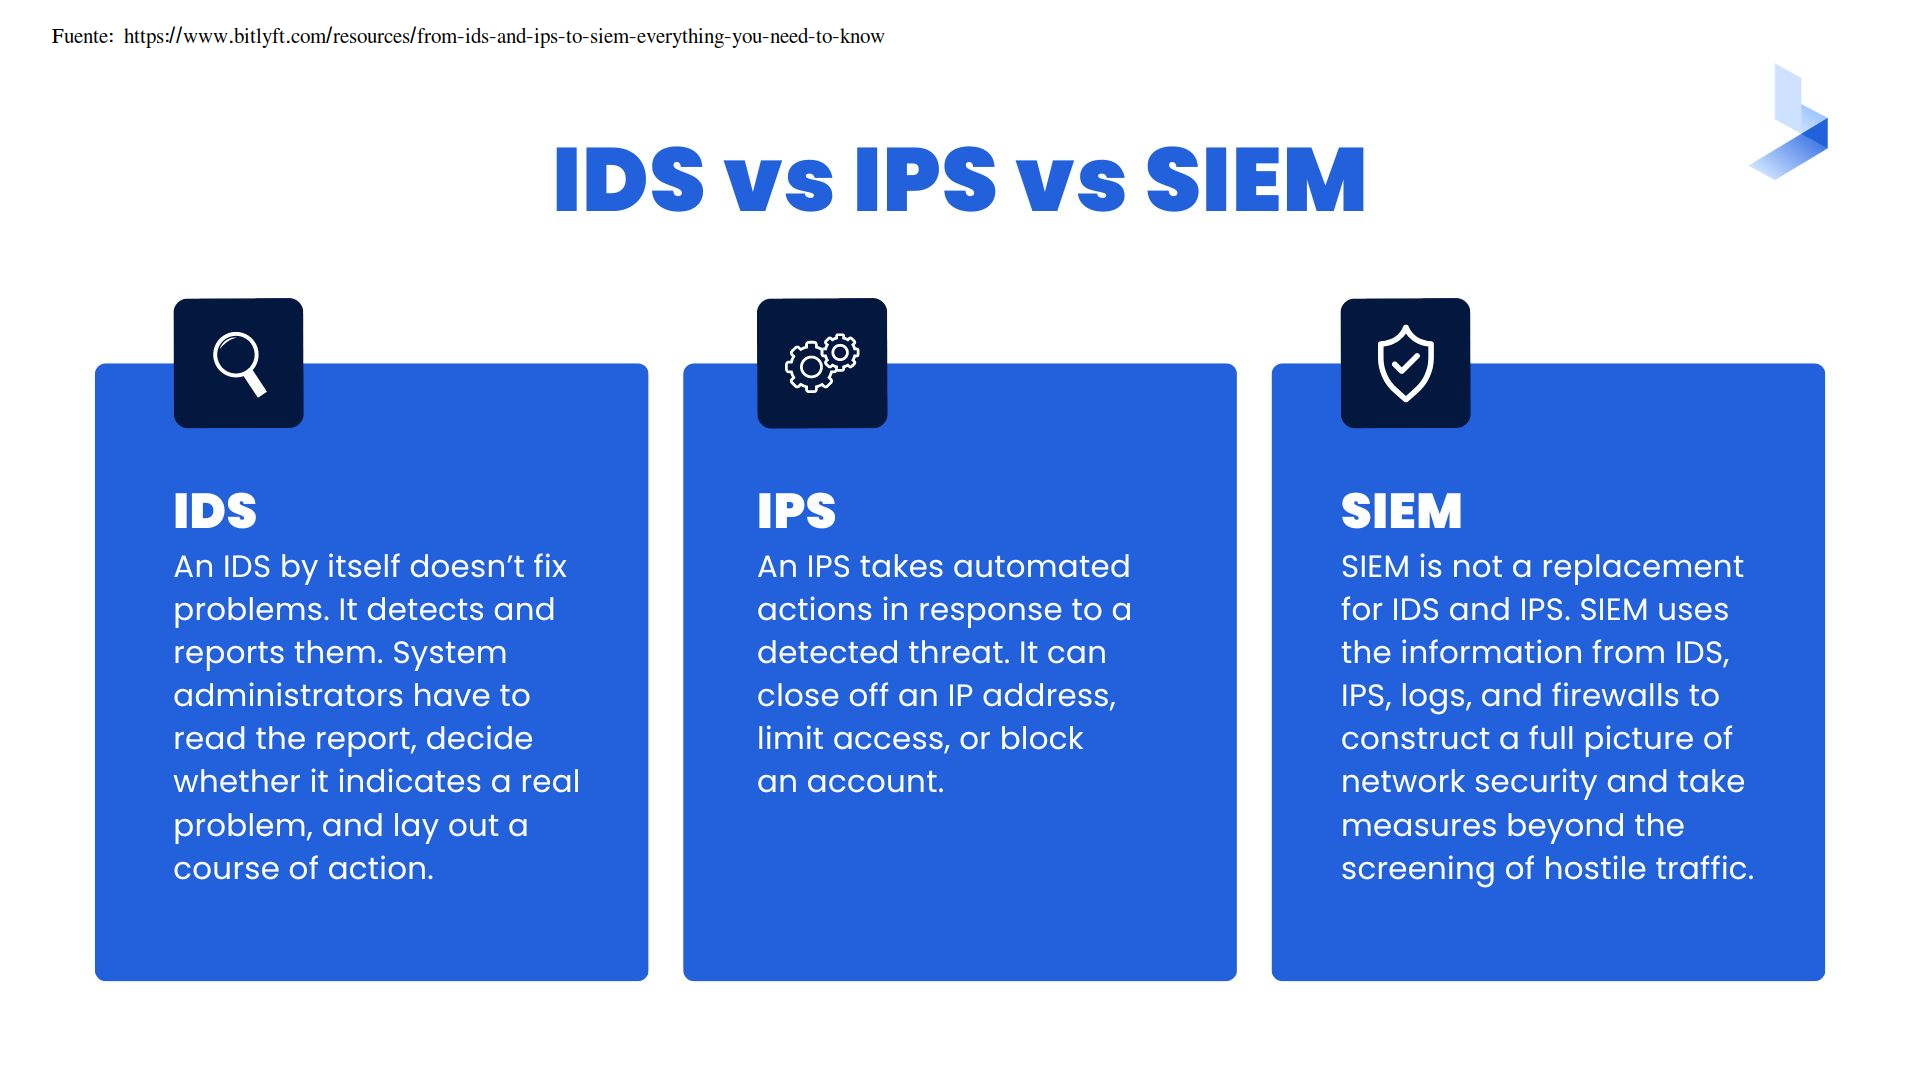 Fuente: https://www.bitlyft.com/resources/from-ids-and-ips-to-siem-everything-you-need-to-know
IDS vs IPS vs SIEM
IDS
An IDS by itself doesn’t fix
problems. It detects and
reports them. System
administrators have to
read the report, decide
whether it indicates a real
problem, and lay out a
course of action.
IPS
An IPS takes automated
actions in response to a
detected threat. It can
close off an IP address,
limit access, or block
an account.
SIEM
SIEM is not a replacement
for IDS and IPS. SIEM uses
the information from IDS,
IPS, logs, and firewalls to
construct a full picture of
network security and take
measures beyond the
screening of hostile traffic.